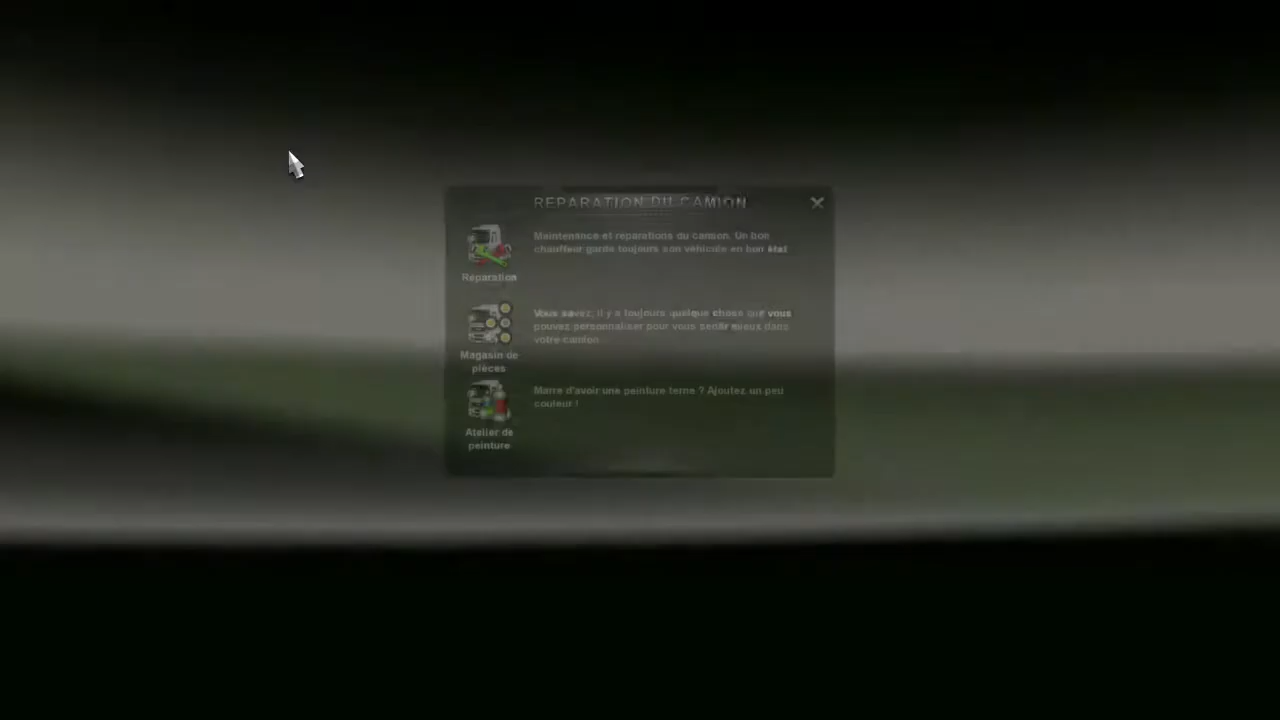 REPARATION DU CAMION
Maintenance et reparations du camion. Un bon
chauffeur garde toujours son véhicule en bon état
Reparation
Vous savez, il y a toujours quelque chose que vous
pouvez personnaliser pour vous sentir mieux dans
votre camion
Magasin de
pièces
Marre d'avoir une peinture terne ? Ajoutez un peu
couleur !
Atelier de
peinture